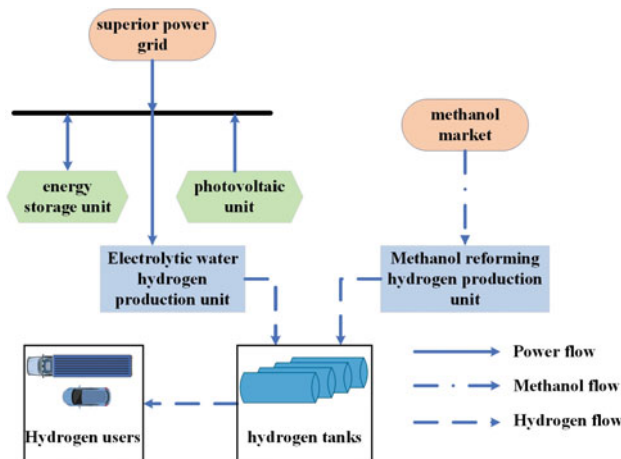 superior power
grid
methanol
market
energy
storage unit
photovoltaic
unit
Electrolytic water
hydrogen
production unit
Methanol reforming
hydrogen production
unit
Power flow
Methanol flow
Hydrogen flow
Hydrogen users
hydrogen tanks